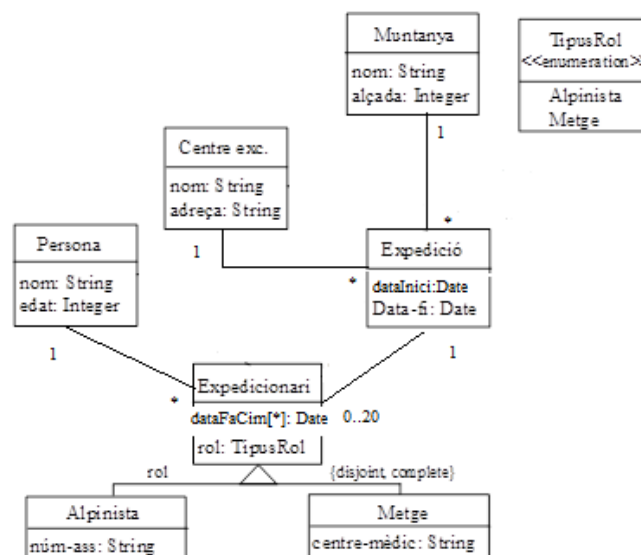 Muntanya
nom: String
alçada: Integer
TipusRol
<<enumeration>>
Alpinista
Metge
1
Centre exc.
nom: String
adreça: String
1
*
*
Expedició
dataInici:Date
Data-fi: Date
Persona
nom: String
edat: Integer
1
1
Expedicionari
dataFaCim[*]: Date
rol: TipusRol
*
0..20
rol
{disjoint, complete}
Alpinista
núm-ass: String
Metge
centre-mèdic: String